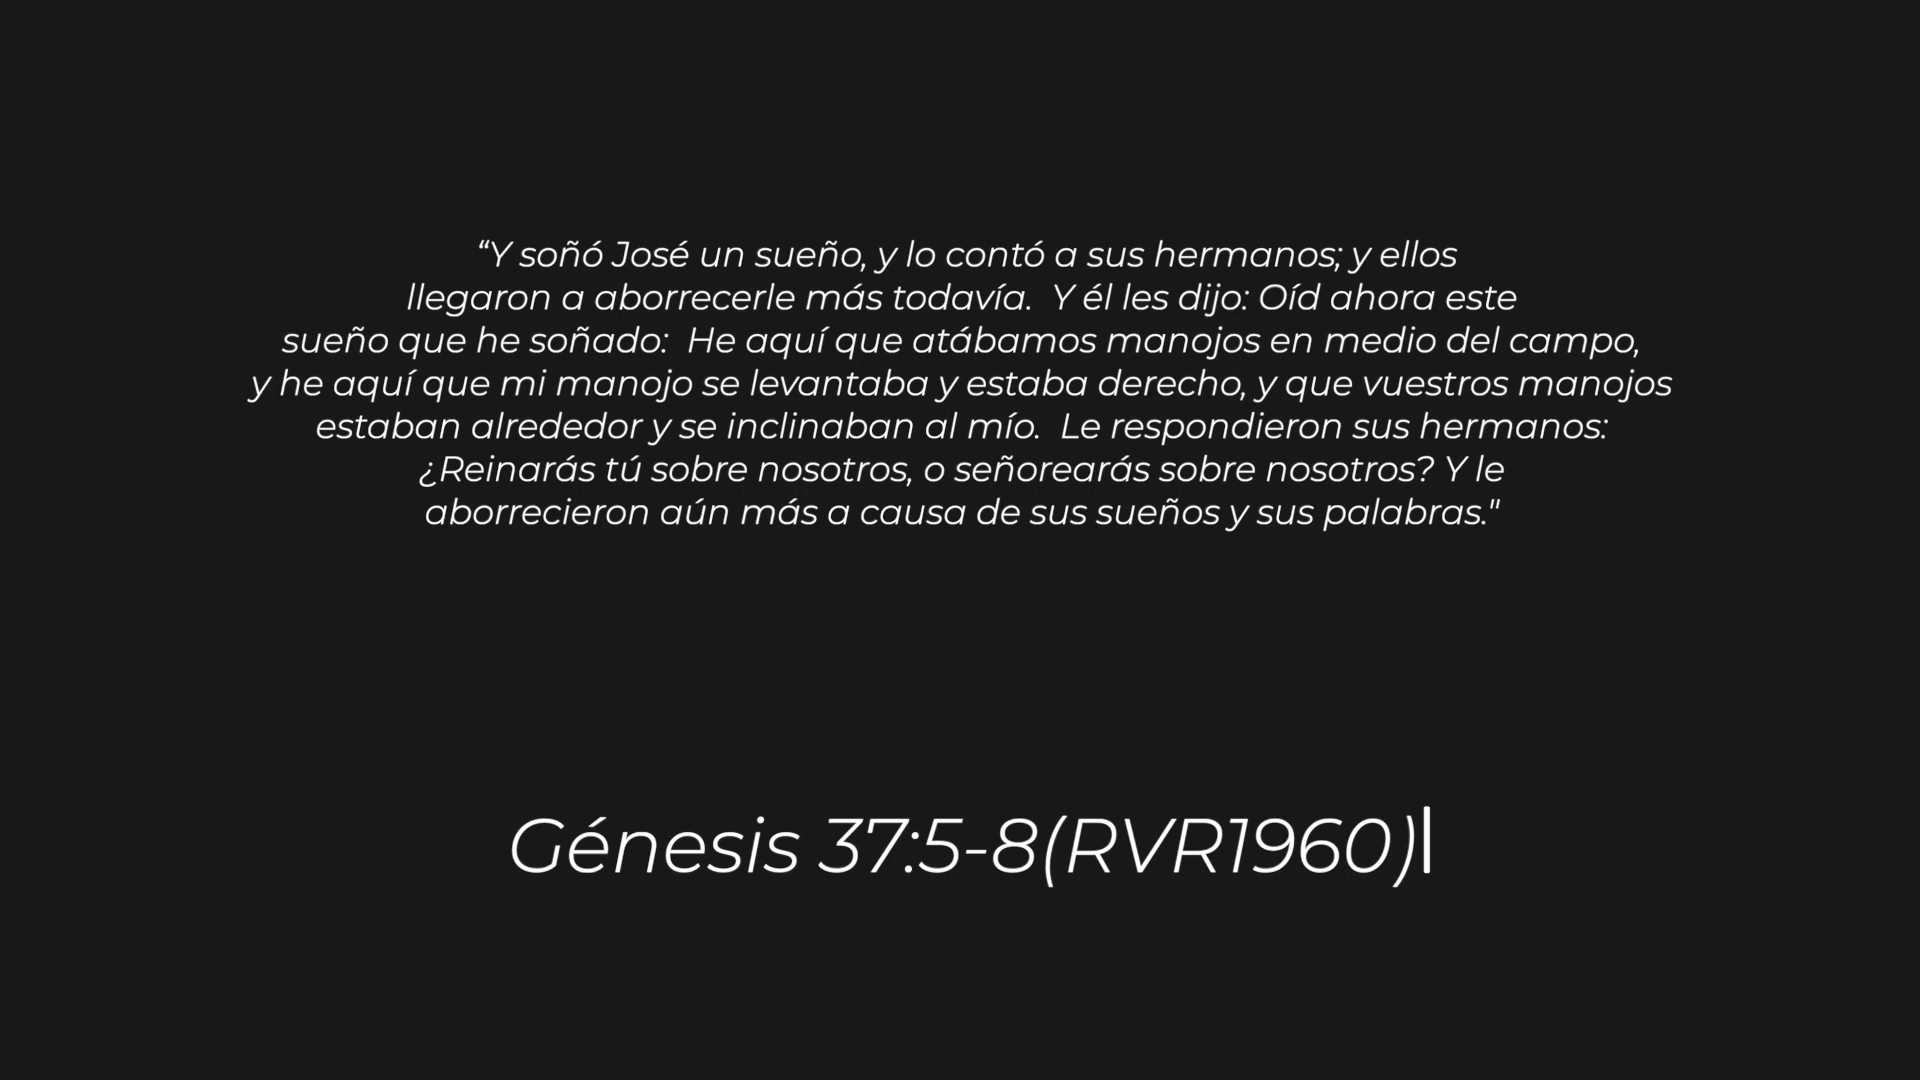 “Y soñó José un sueño, y lo contó a sus hermanos; y ellos
llegaron a aborrecerle más todavía.  Y él les dijo: Oíd ahora este
sueño que he soñado:  He aquí que atábamos manojos en medio del campo,
y he aquí que mi manojo se levantaba y estaba derecho, y que vuestros manojos
estaban alrededor y se inclinaban al mío.  Le respondieron sus hermanos:
¿Reinarás tú sobre nosotros, o señorearás sobre nosotros? Y le
aborrecieron aún más a causa de sus sueños y sus palabras."
Génesis 37:5-8(RVR1960)